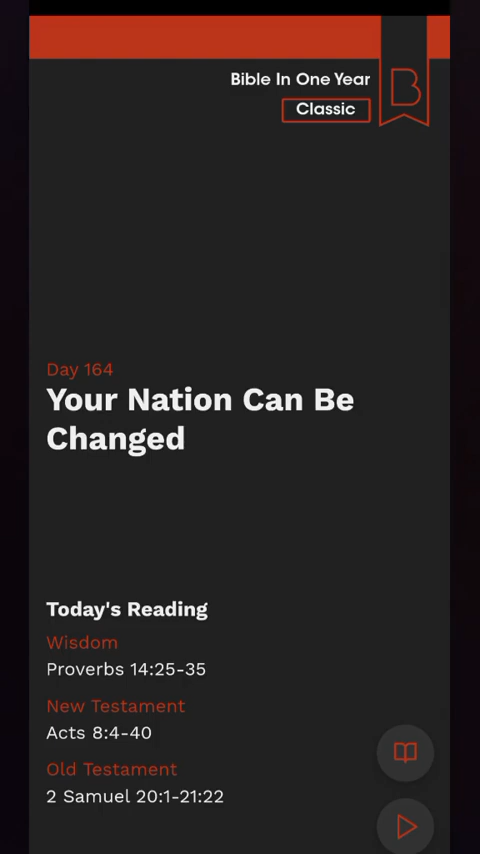 Bible In One Year
Classic
B
Day 164
Your Nation Can Be
Changed
Today's Reading
Wisdom
Proverbs 14:25-35
New Testament
Acts 8:4-40
Old Testament
2 Samuel 20:1-21:22